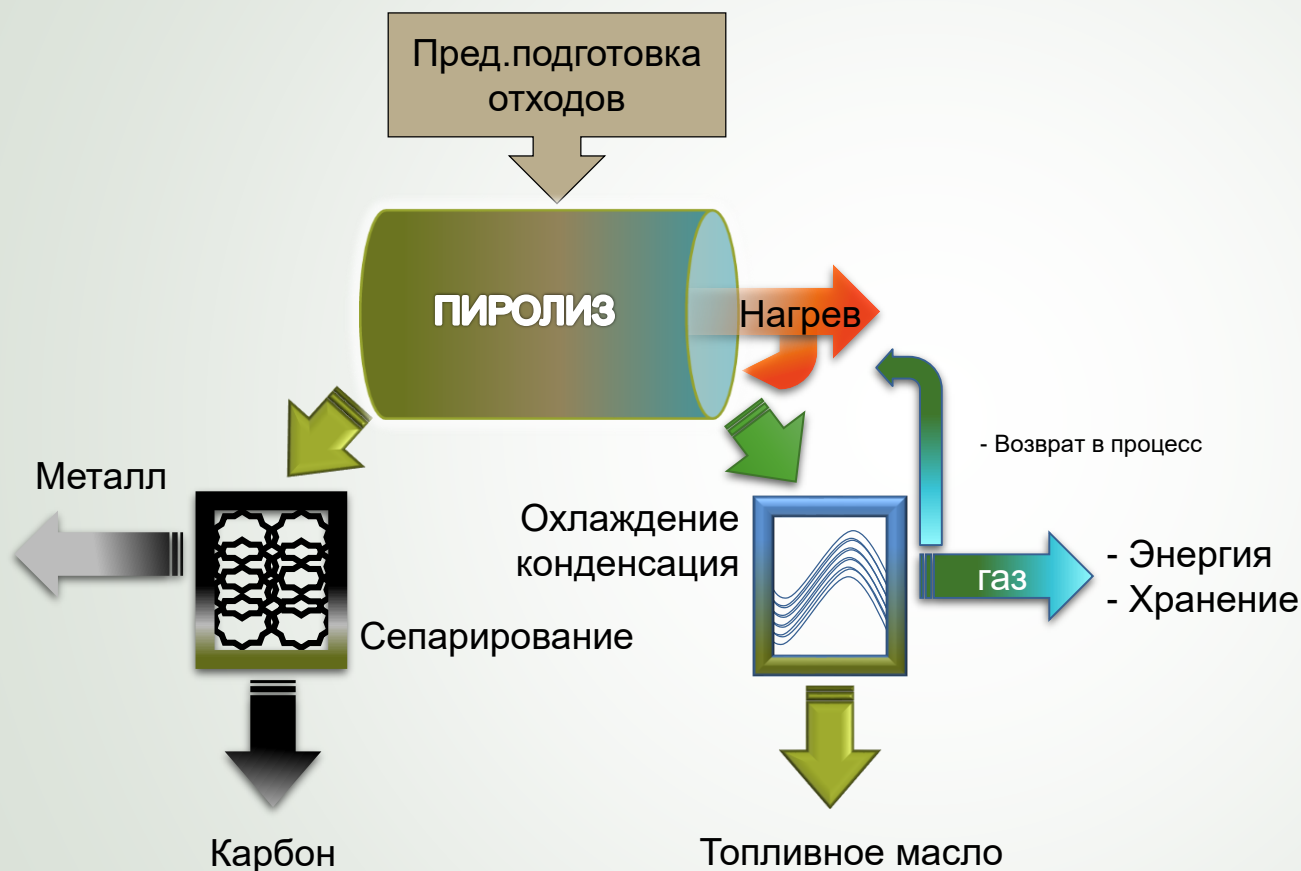 Пред.подготовка
отходов
ПИРОЛИЗ
Нагрев
- Возврат в процесс
Металл
Охлаждение
конденсация
газ
- Энергия
- Хранение
Сепарирование
Карбон
Топливное масло